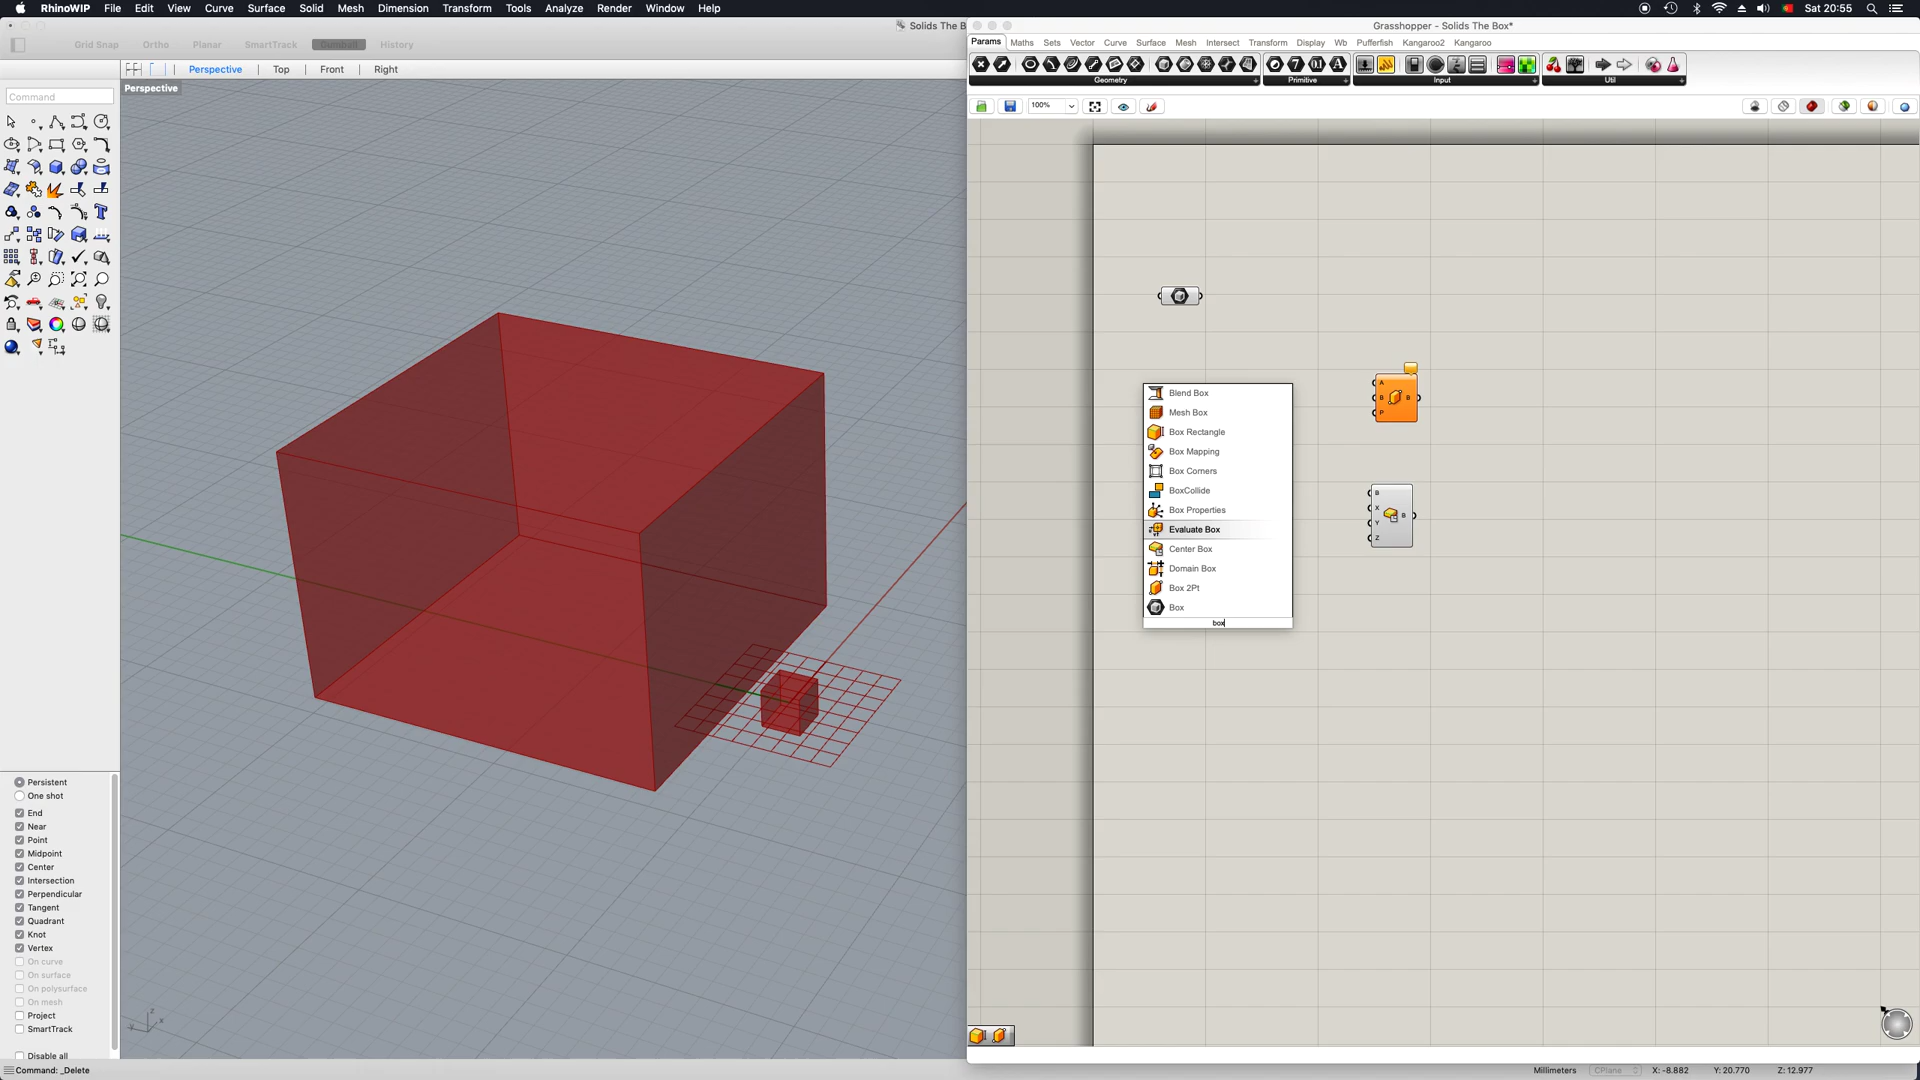 RhinoWIP File Edit View Curve Surface Solid Mesh Dimension Transform Tools Analyze Render Window Help Sat 20:55
Solids The B
Grasshopper - Solids The Box*
Grid Snap Ortho Planar SmartTrack Gumball History
Params Maths Sets Vector Curve Surface Mesh Intersect Transform Display Wb Pufferfish Kangaroo2 Kangaroo
Perspective Top Front Right
Geometry Primitive Input Util
Perspective
Command
100%
A
B B
P
B
X
B
Y
Z
Blend Box
Mesh Box
Box Rectangle
Box Mapping
Box Corners
BoxCollide
Box Properties
Evaluate Box
Center Box
Domain Box
Box 2Pt
Box
box
Persistent
One shot
End
Near
Point
Midpoint
Center
Intersection
Perpendicular
Tangent
Quadrant
Knot
Vertex
On curve
On surface
On polysurface
On mesh
Project
SmartTrack
Disable all
z
y x
Command: _Delete
Millimeters CPlane X: -8.882 Y: 20.770 Z: 12.977